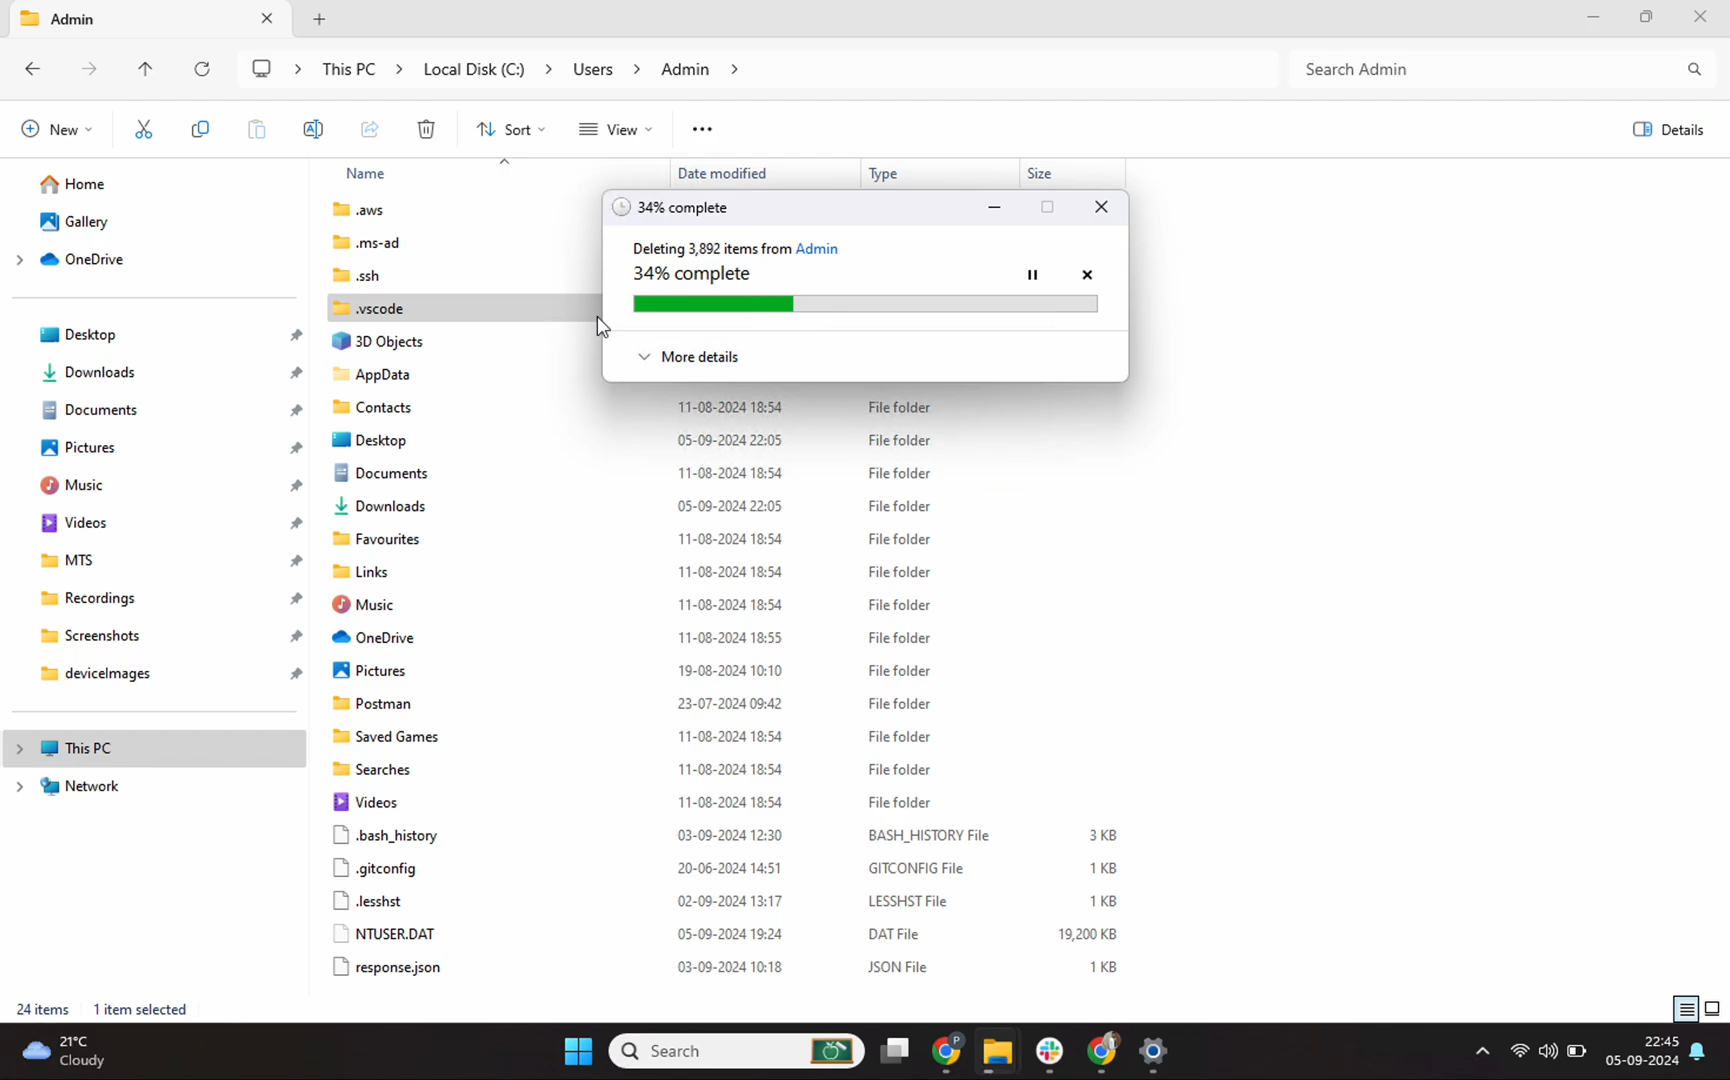 Admin
This PC
Local Disk (C:)
Users
Admin
Search Admin
New
Sort
View
Details
Home
Gallery
OneDrive
Desktop
Downloads
Documents
Pictures
Music
Videos
MTS
Recordings
Screenshots
deviceImages
This PC
Network
Name Date modified Type Size
.aws
.ms-ad
.ssh
.vscode
3D Objects
AppData
Contacts 11-08-2024 18:54 File folder
Desktop 05-09-2024 22:05 File folder
Documents 11-08-2024 18:54 File folder
Downloads 05-09-2024 22:05 File folder
Favourites 11-08-2024 18:54 File folder
Links 11-08-2024 18:54 File folder
Music 11-08-2024 18:54 File folder
OneDrive 11-08-2024 18:55 File folder
Pictures 19-08-2024 10:10 File folder
Postman 23-07-2024 09:42 File folder
Saved Games 11-08-2024 18:54 File folder
Searches 11-08-2024 18:54 File folder
Videos 11-08-2024 18:54 File folder
.bash_history 03-09-2024 12:30 BASH_HISTORY File 3 KB
.gitconfig 20-06-2024 14:51 GITCONFIG File 1 KB
.lesshst 02-09-2024 13:17 LESSHST File 1 KB
NTUSER.DAT 05-09-2024 19:24 DAT File 19,200 KB
response.json 03-09-2024 10:18 JSON File 1 KB
34% complete
Deleting 3,892 items from Admin
34% complete
More details
24 items 1 item selected
21°C
Cloudy
Search
P
22:45
05-09-2024